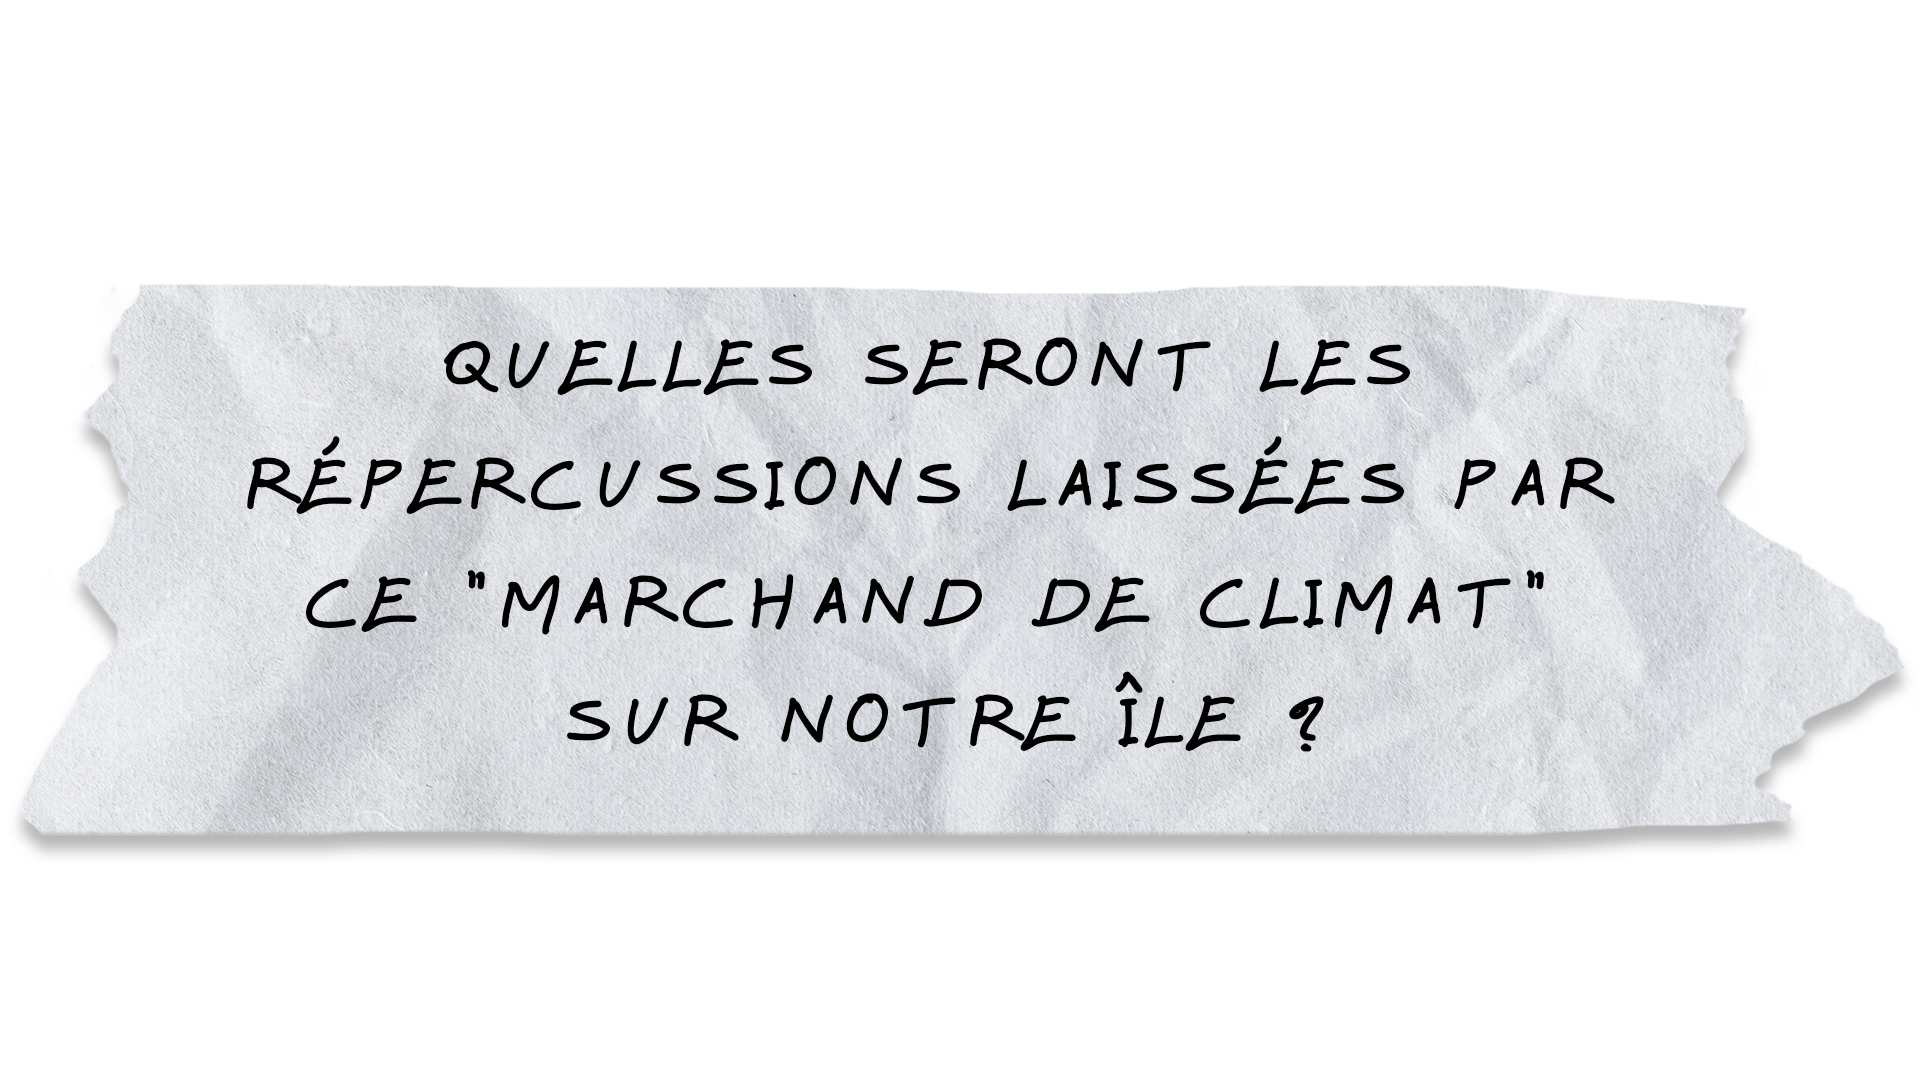 QUELLES SERONT LES
RÉPERCUSSIONS LAISSÉES PAR
CE "MARCHAND DE CLIMAT"
SUR NOTRE ÎLE ?